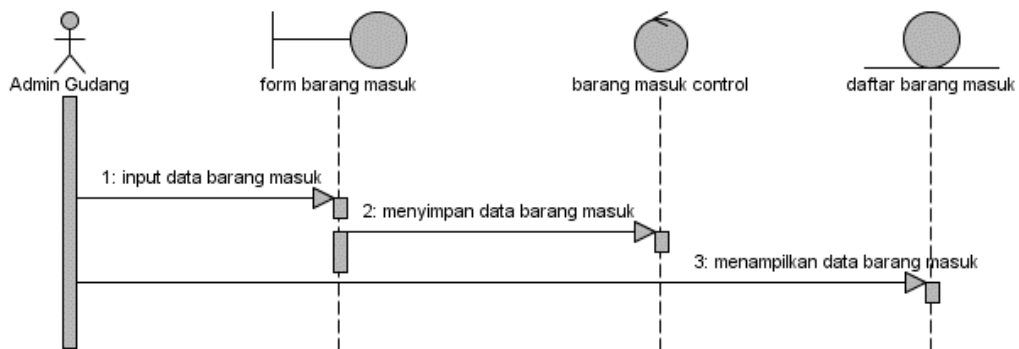 Admin Gudang
form barang masuk
barang masuk control
daftar barang masuk
1: input data barang masuk
2: menyimpan data barang masuk
3: menampilkan data barang masuk